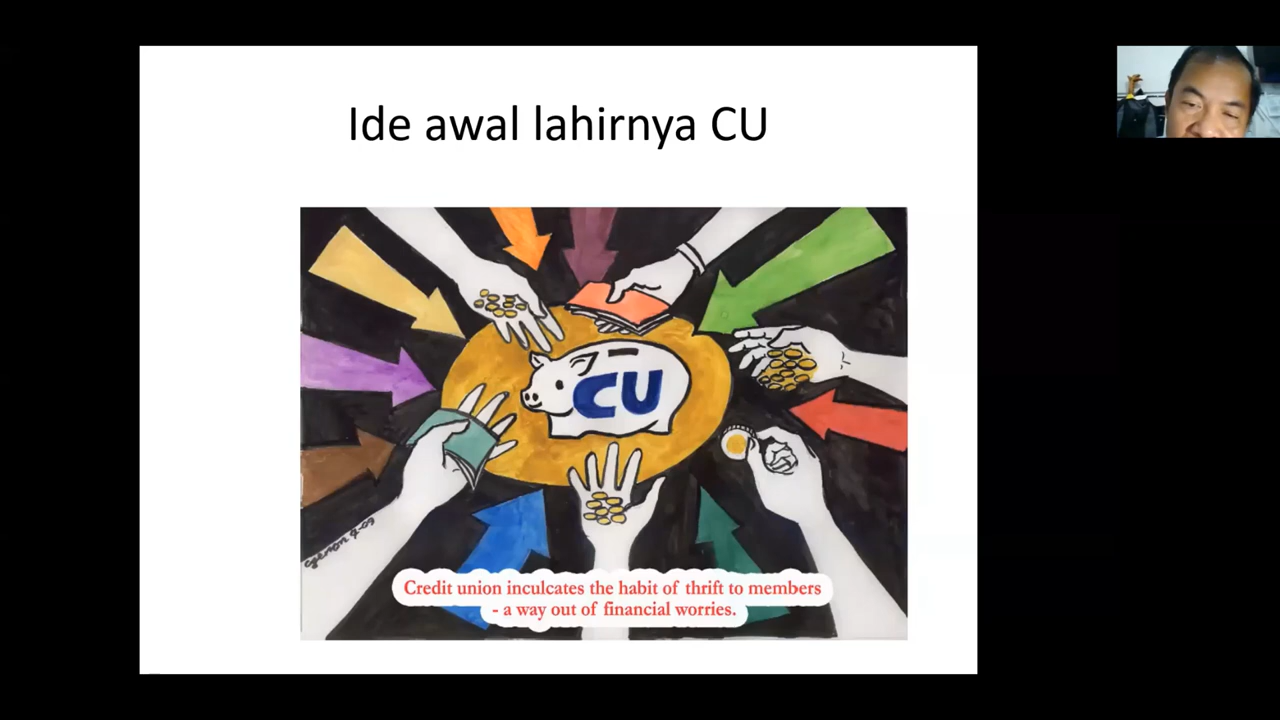 Ide awal lahirnya CU
CU
Credit union inculcates the habit of thrift to members
- a way out of financial worries.